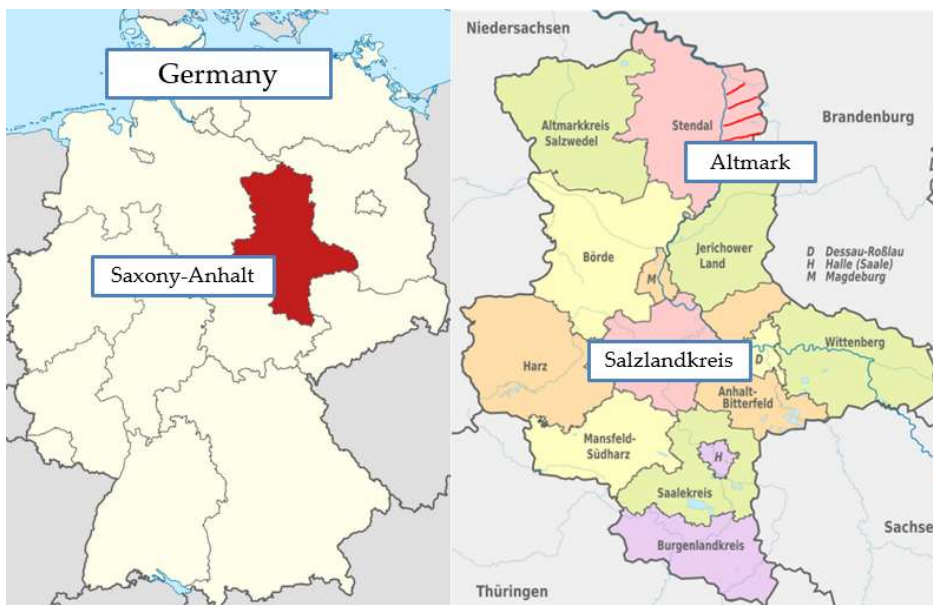 Germany
Saxony-Anhalt
Niedersachsen
Altmarkkreis
Salzwedel
Stendal
Brandenburg
Altmark
Börde
Jerichower
Land
M
D Dessau-Roßlau
H Halle (Saale)
M Magdeburg
Harz
Salzlandkreis
D
Wittenberg
Anhalt-
Bitterfeld
Mansfeld-
Südharz
H
Saalekreis
Burgenlandkreis
Sachse
Thüringen